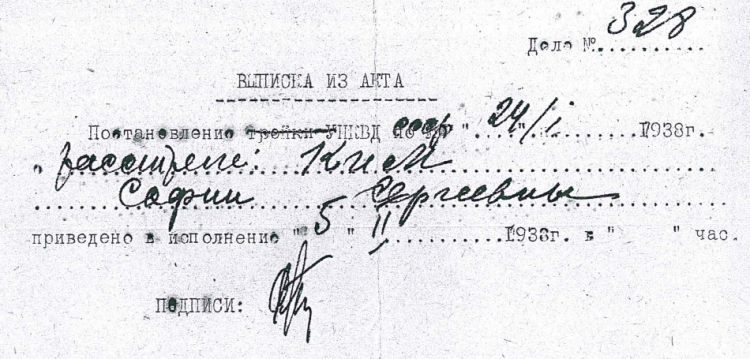 Дело № 328
ВЫПИСКА ИЗ АКТА
Постановление тройки УНКВД СССР " 24/I " 1938г.
о расстреле: Ким
Софии Сергеевны
приведено в исполнение " 5 " II 1938г. в " " час.
ПОДПИСИ: